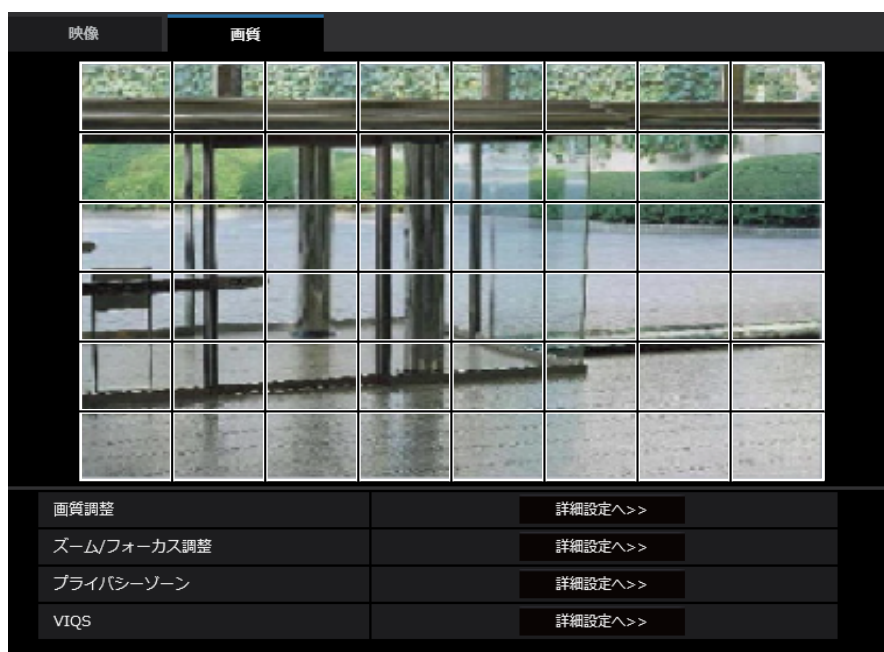 映像
画質
画質調整 詳細設定へ>>
ズーム/フォーカス調整 詳細設定へ>>
プライバシーゾーン 詳細設定へ>>
VIQS 詳細設定へ>>